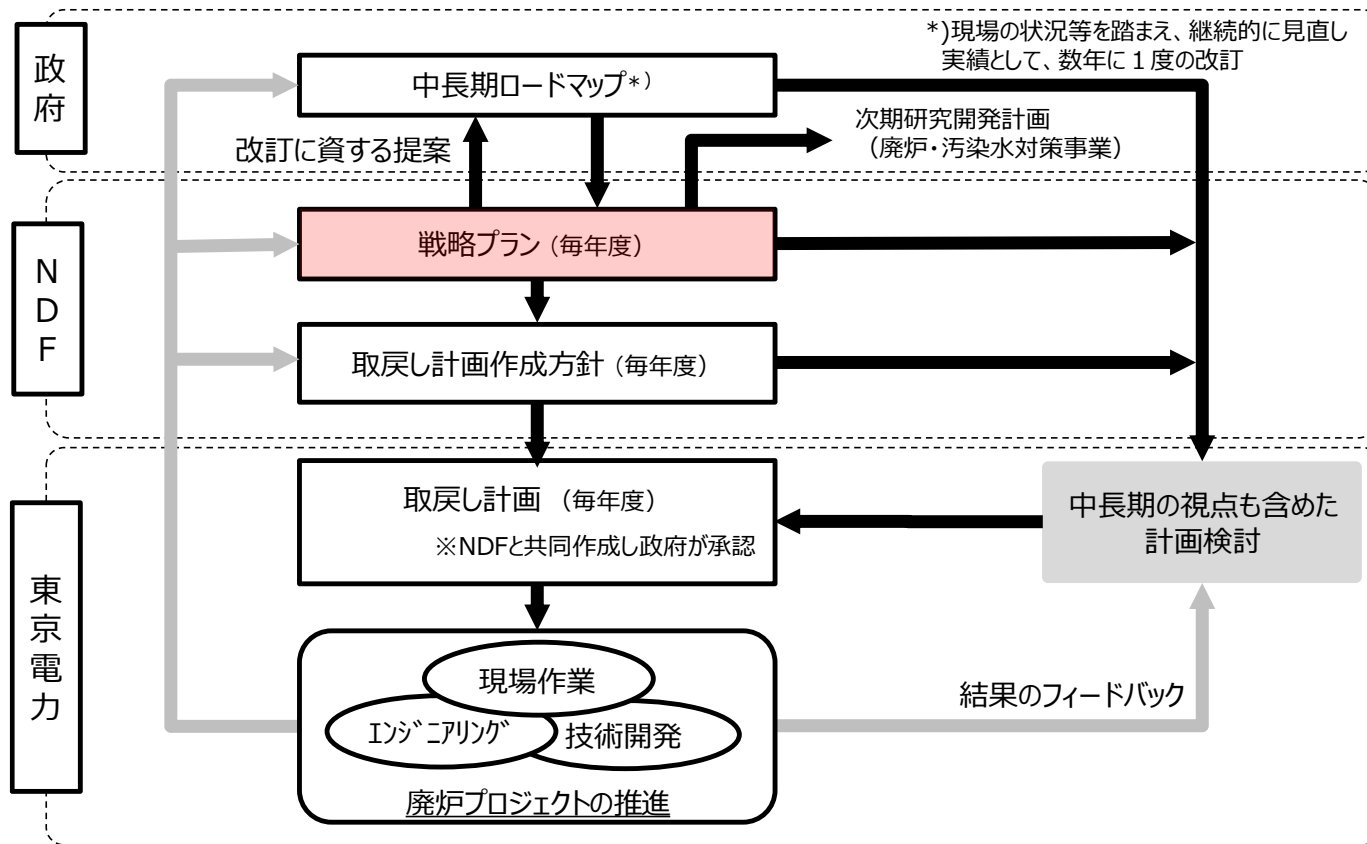 政府
*)現場の状況等を踏まえ、継続的に見直し
実績として、数年に1度の改訂
中長期ロードマップ*)
次期研究開発計画
(廃炉・汚染水対策事業)
改訂に資する提案
NDF
戦略プラン(毎年度)
取戻し計画作成方針(毎年度)
東京電力
取戻し計画 (毎年度)
※NDFと共同作成し政府が承認
中長期の視点も含めた
計画検討
現場作業
エンジニアリング
技術開発
結果のフィードバック
廃炉プロジェクトの推進